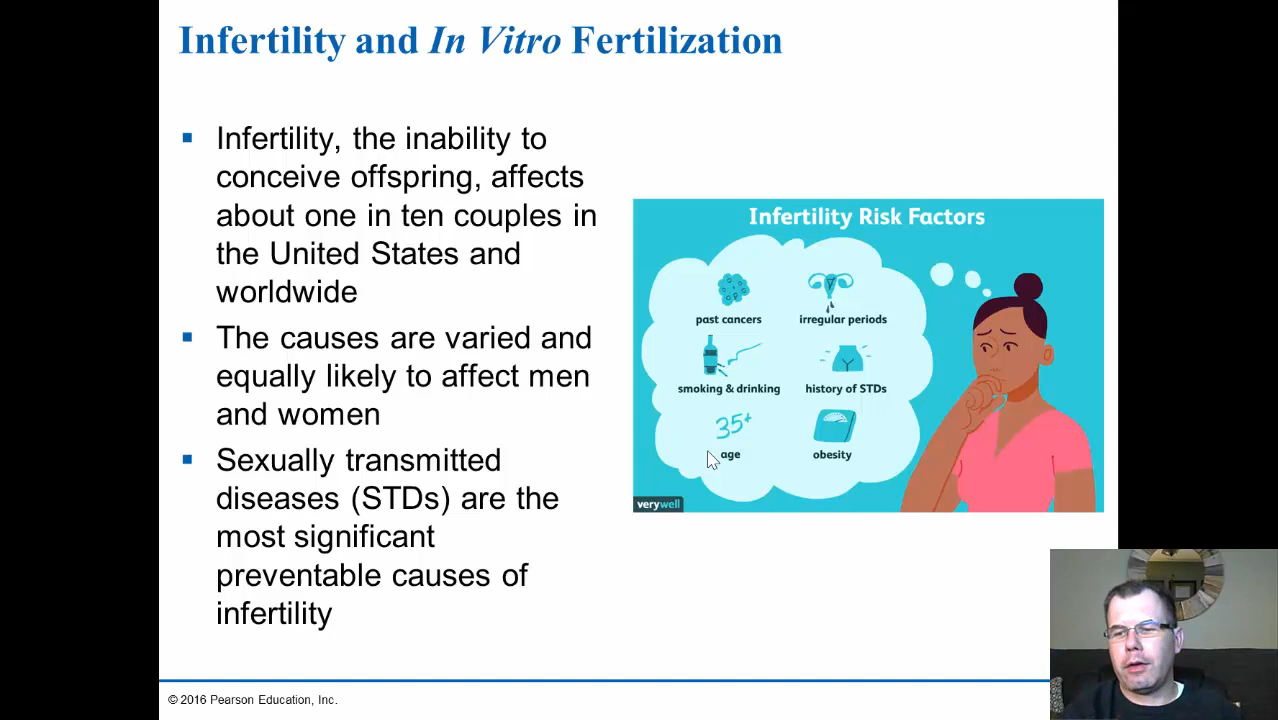 Infertility and In Vitro Fertilization
Infertility, the inability to
conceive offspring, affects
about one in ten couples in
the United States and
worldwide
The causes are varied and
equally likely to affect men
and women
Sexually transmitted
diseases (STDs) are the
most significant
preventable causes of
infertility
Infertility Risk Factors
past cancers
irregular periods
smoking & drinking
history of STDs
35+
age
obesity
verywell
© 2016 Pearson Education, Inc.